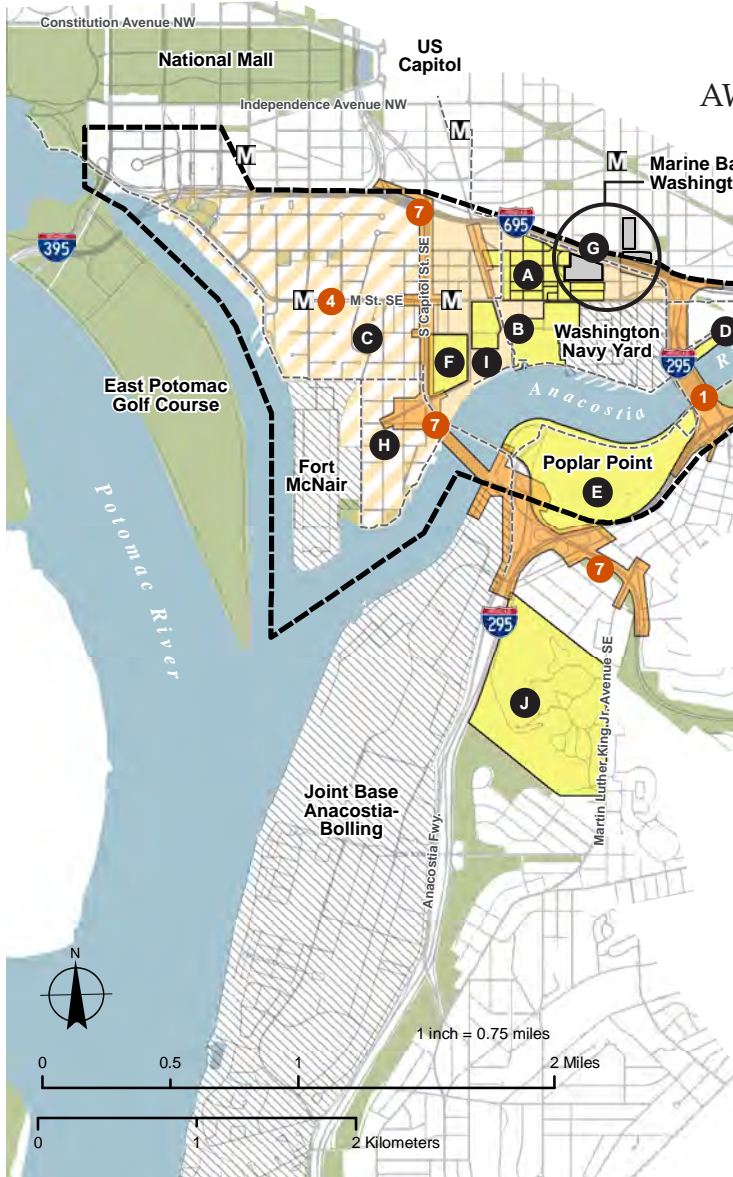 Constitution Avenue NW
National Mall
US
Capitol
AW
Independence Avenue NW
M
M
M
Marine Ba
Washingt
7
695
G
395
A
M
4
M St. SE
M
S Capitol St. SE
B
D
C
Washington
Navy Yard
F
I
295
R
East Potomac
Golf Course
Anacostia
1
7
H
Fort
McNair
Poplar Point
E
Potomac River
7
295
J
Martin Luther King Jr. Avenue SE
Joint Base
Anacostia-
Bolling
Anacostia Fwy.
N
1 inch = 0.75 miles
0 0.5 1 2 Miles
0 1 2 Kilometers